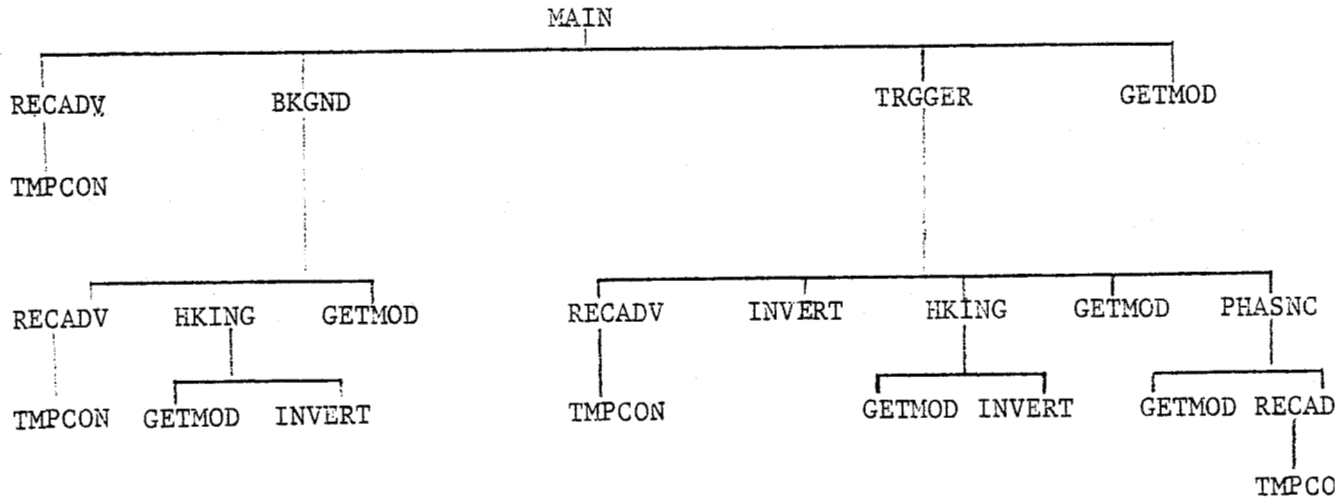 MAIN
RECADV BKGND TRGGER GETMOD
TMPCON
RECADV HKING GETMOD RECADV INVERT HKING GETMOD PHASNC
TMPCON GETMOD INVERT TMPCON GETMOD INVERT GETMOD RECAD
TMPCO